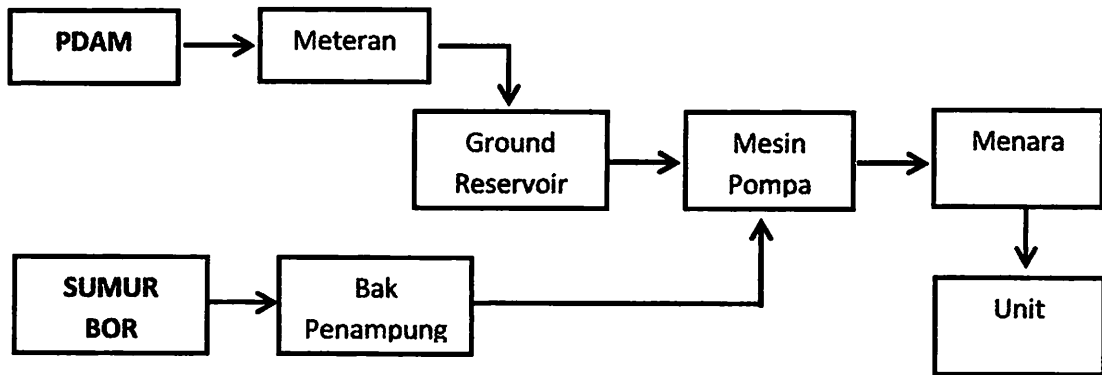 PDAM
Meteran
Ground
Reservoir
Mesin
Pompa
Menara
SUMUR
BOR
Bak
Penampung
Unit